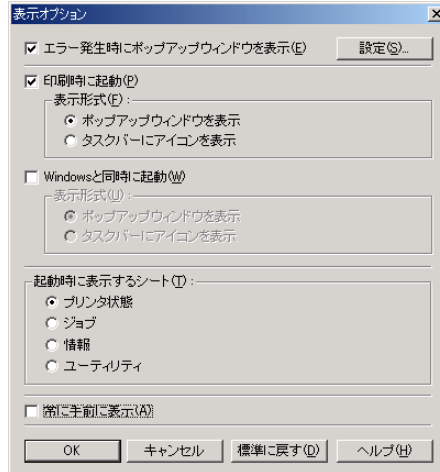 表示オプション
エラー発生時にポップアップウィンドウを表示(E)
設定(S)...
印刷時に起動(P)
表示形式(F):
ポップアップウィンドウを表示
タスクバーにアイコンを表示
Windowsと同時に起動(W)
表示形式(U):
ポップアップウィンドウを表示
タスクバーにアイコンを表示
起動時に表示するシート(T):
プリンタ状態
ジョブ
情報
ユーティリティ
常に手前に表示(A)
OK キャンセル 標準に戻す(D) ヘルプ(H)